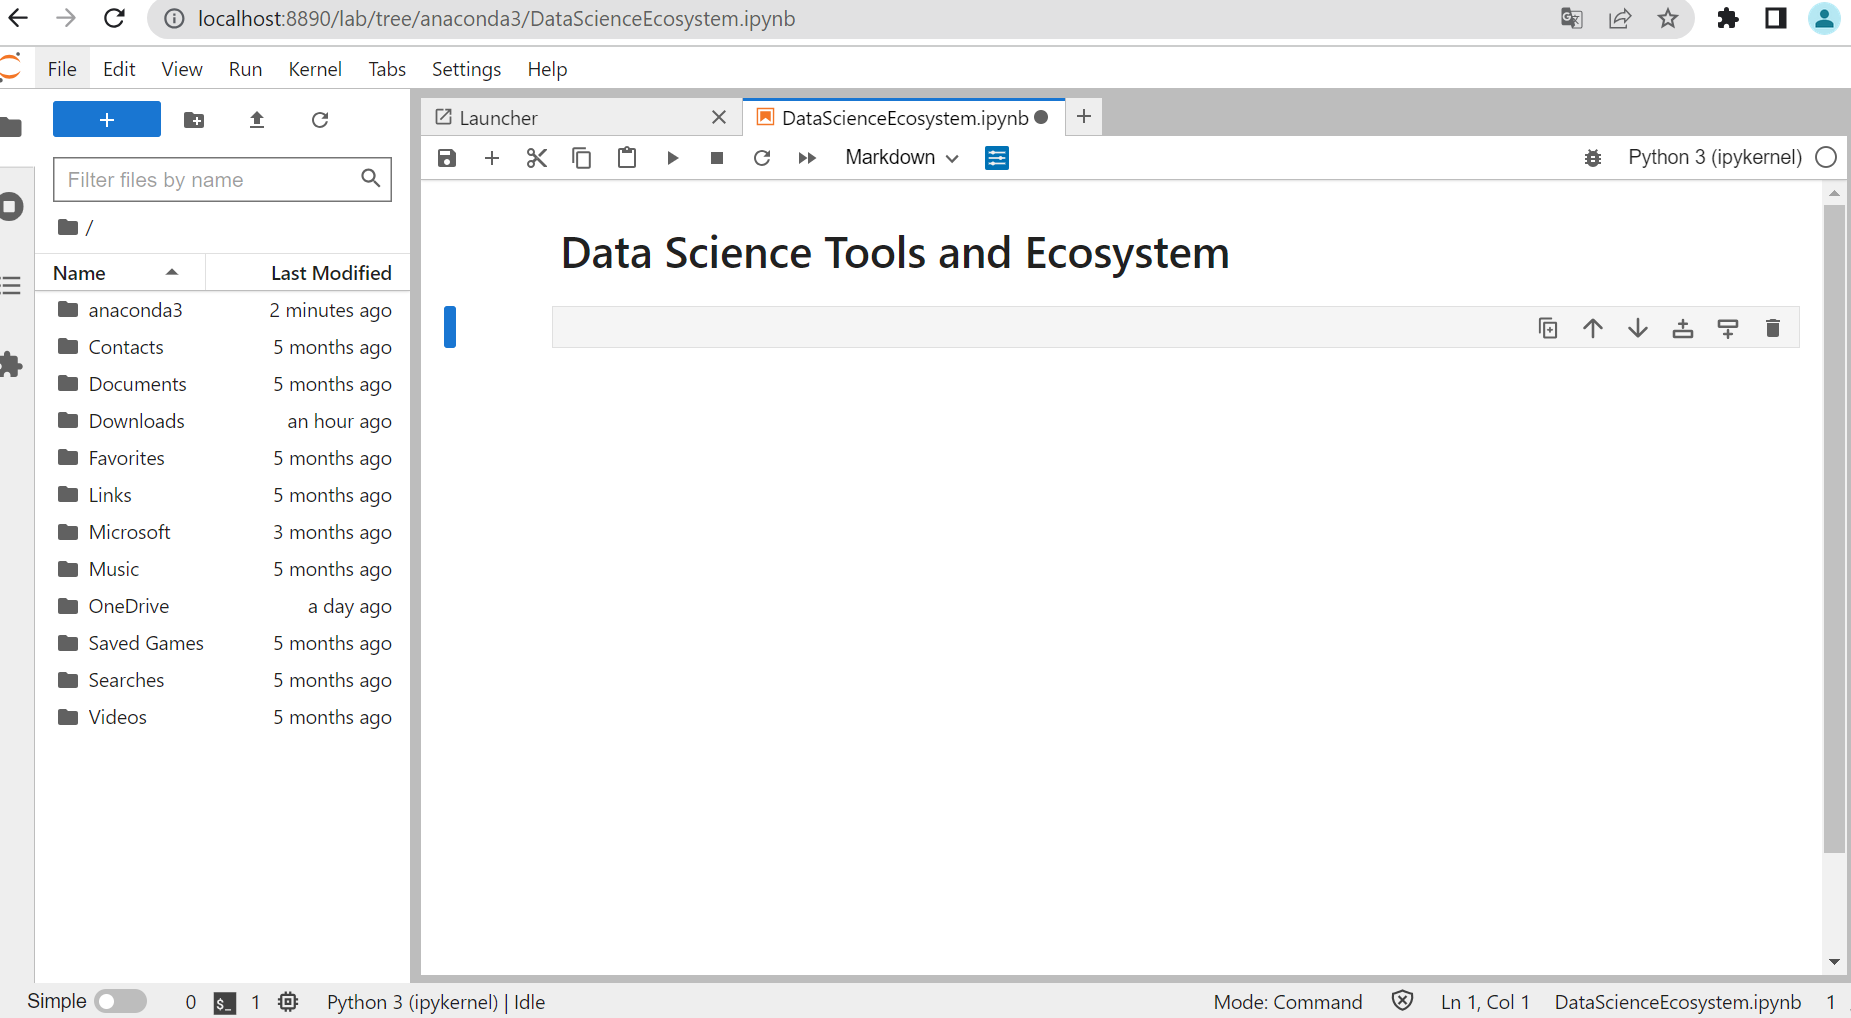 localhost:8890/lab/tree/anaconda3/DataScienceEcosystem.ipynb
File Edit View Run Kernel Tabs Settings Help
Launcher DataScienceEcosystem.ipynb
Markdown Python 3 (ipykernel)
Filter files by name
/
Name Last Modified
anaconda3 2 minutes ago
Contacts 5 months ago
Documents 5 months ago
Downloads an hour ago
Favorites 5 months ago
Links 5 months ago
Microsoft 3 months ago
Music 5 months ago
OneDrive a day ago
Saved Games 5 months ago
Searches 5 months ago
Videos 5 months ago
Data Science Tools and Ecosystem
Simple 0 $_ 1 Python 3 (ipykernel) | Idle Mode: Command Ln 1, Col 1 DataScienceEcosystem.ipynb 1